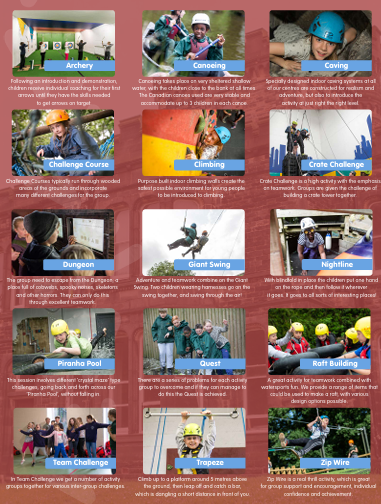 Archery
Following an introduction and demonstration,
children receive individual coaching for their first
arrows until they have the skills needed
to get arrows on target
Canoeing
Canoeing takes place on very sheltered shallow
water, with the children close to the bank at all times.
The Canadian canoes used are very stable and
accommodate up to 3 children in each canoe.
Caving
Specially designed indoor caving systems at all
of our centres are constructed for realism and
adventure, but also to introduce the
activity at just the right level.
Challenge Course
Challenge Courses typically run through wooded
areas of the grounds and incorporate
more different challenges for the group.
Climbing
Purpose built indoor climbing walls create the
safest possible environment for young people
to be introduced to climbing.
Crate Challenge
Crate Challenge is a high activity with the emphasis
on teamwork. Groups are given the challenge of
building a crate tower together.
Dungeon
The group need to escape from the Dungeon, a
place full of cobwebs, spooky noises, skeletons
and other horrors. They can only do this
through excellent teamwork.
Giant Swing
Adventure and teamwork combine on the Giant
Swing. Two children wearing harnesses go on the
swing together, and swing through the air!
Nightline
With blindfold in place the children put one hand
on the rope and then follow it wherever
it goes. It goes to all sorts of interesting places!
Piranha Pool
This session involves different 'crystal maze' type
challenges, going back and forth across our
'Piranha Pool', without falling in.
Quest
There are a series of problems for each activity
group to overcome and if they can manage to
do this the Quest is achieved.
Raft Building
A great activity for teamwork combined with
watersports fun. We provide a range of items that
could be used to make a raft, with various
design options possible.
Team Challenge
In Team Challenge we get a number of activity
groups together for various inter-group challenges
Trapeze
Climb up to a platform around 5 metres above
the ground, then leap off and catch a bar,
which is dangling a short distance in front of you.
Zip Wire
Zip Wire is a real thrill activity, which is great
for group support and encouragement, individual
confidence and achievement.